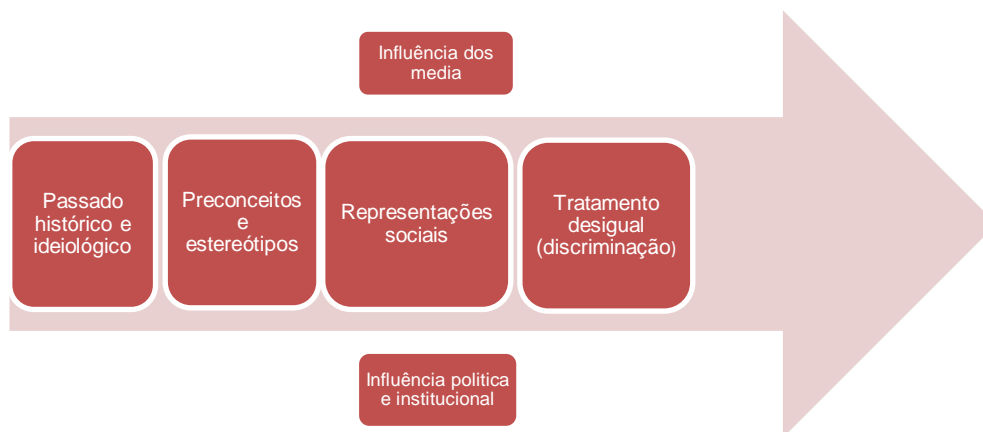 Influência dos
media
Passado
histórico e
ideiológico
Preconceitos
e
estereótipos
Representações
sociais
Tratamento
desigual
(discriminação)
Influência politica
e institucional